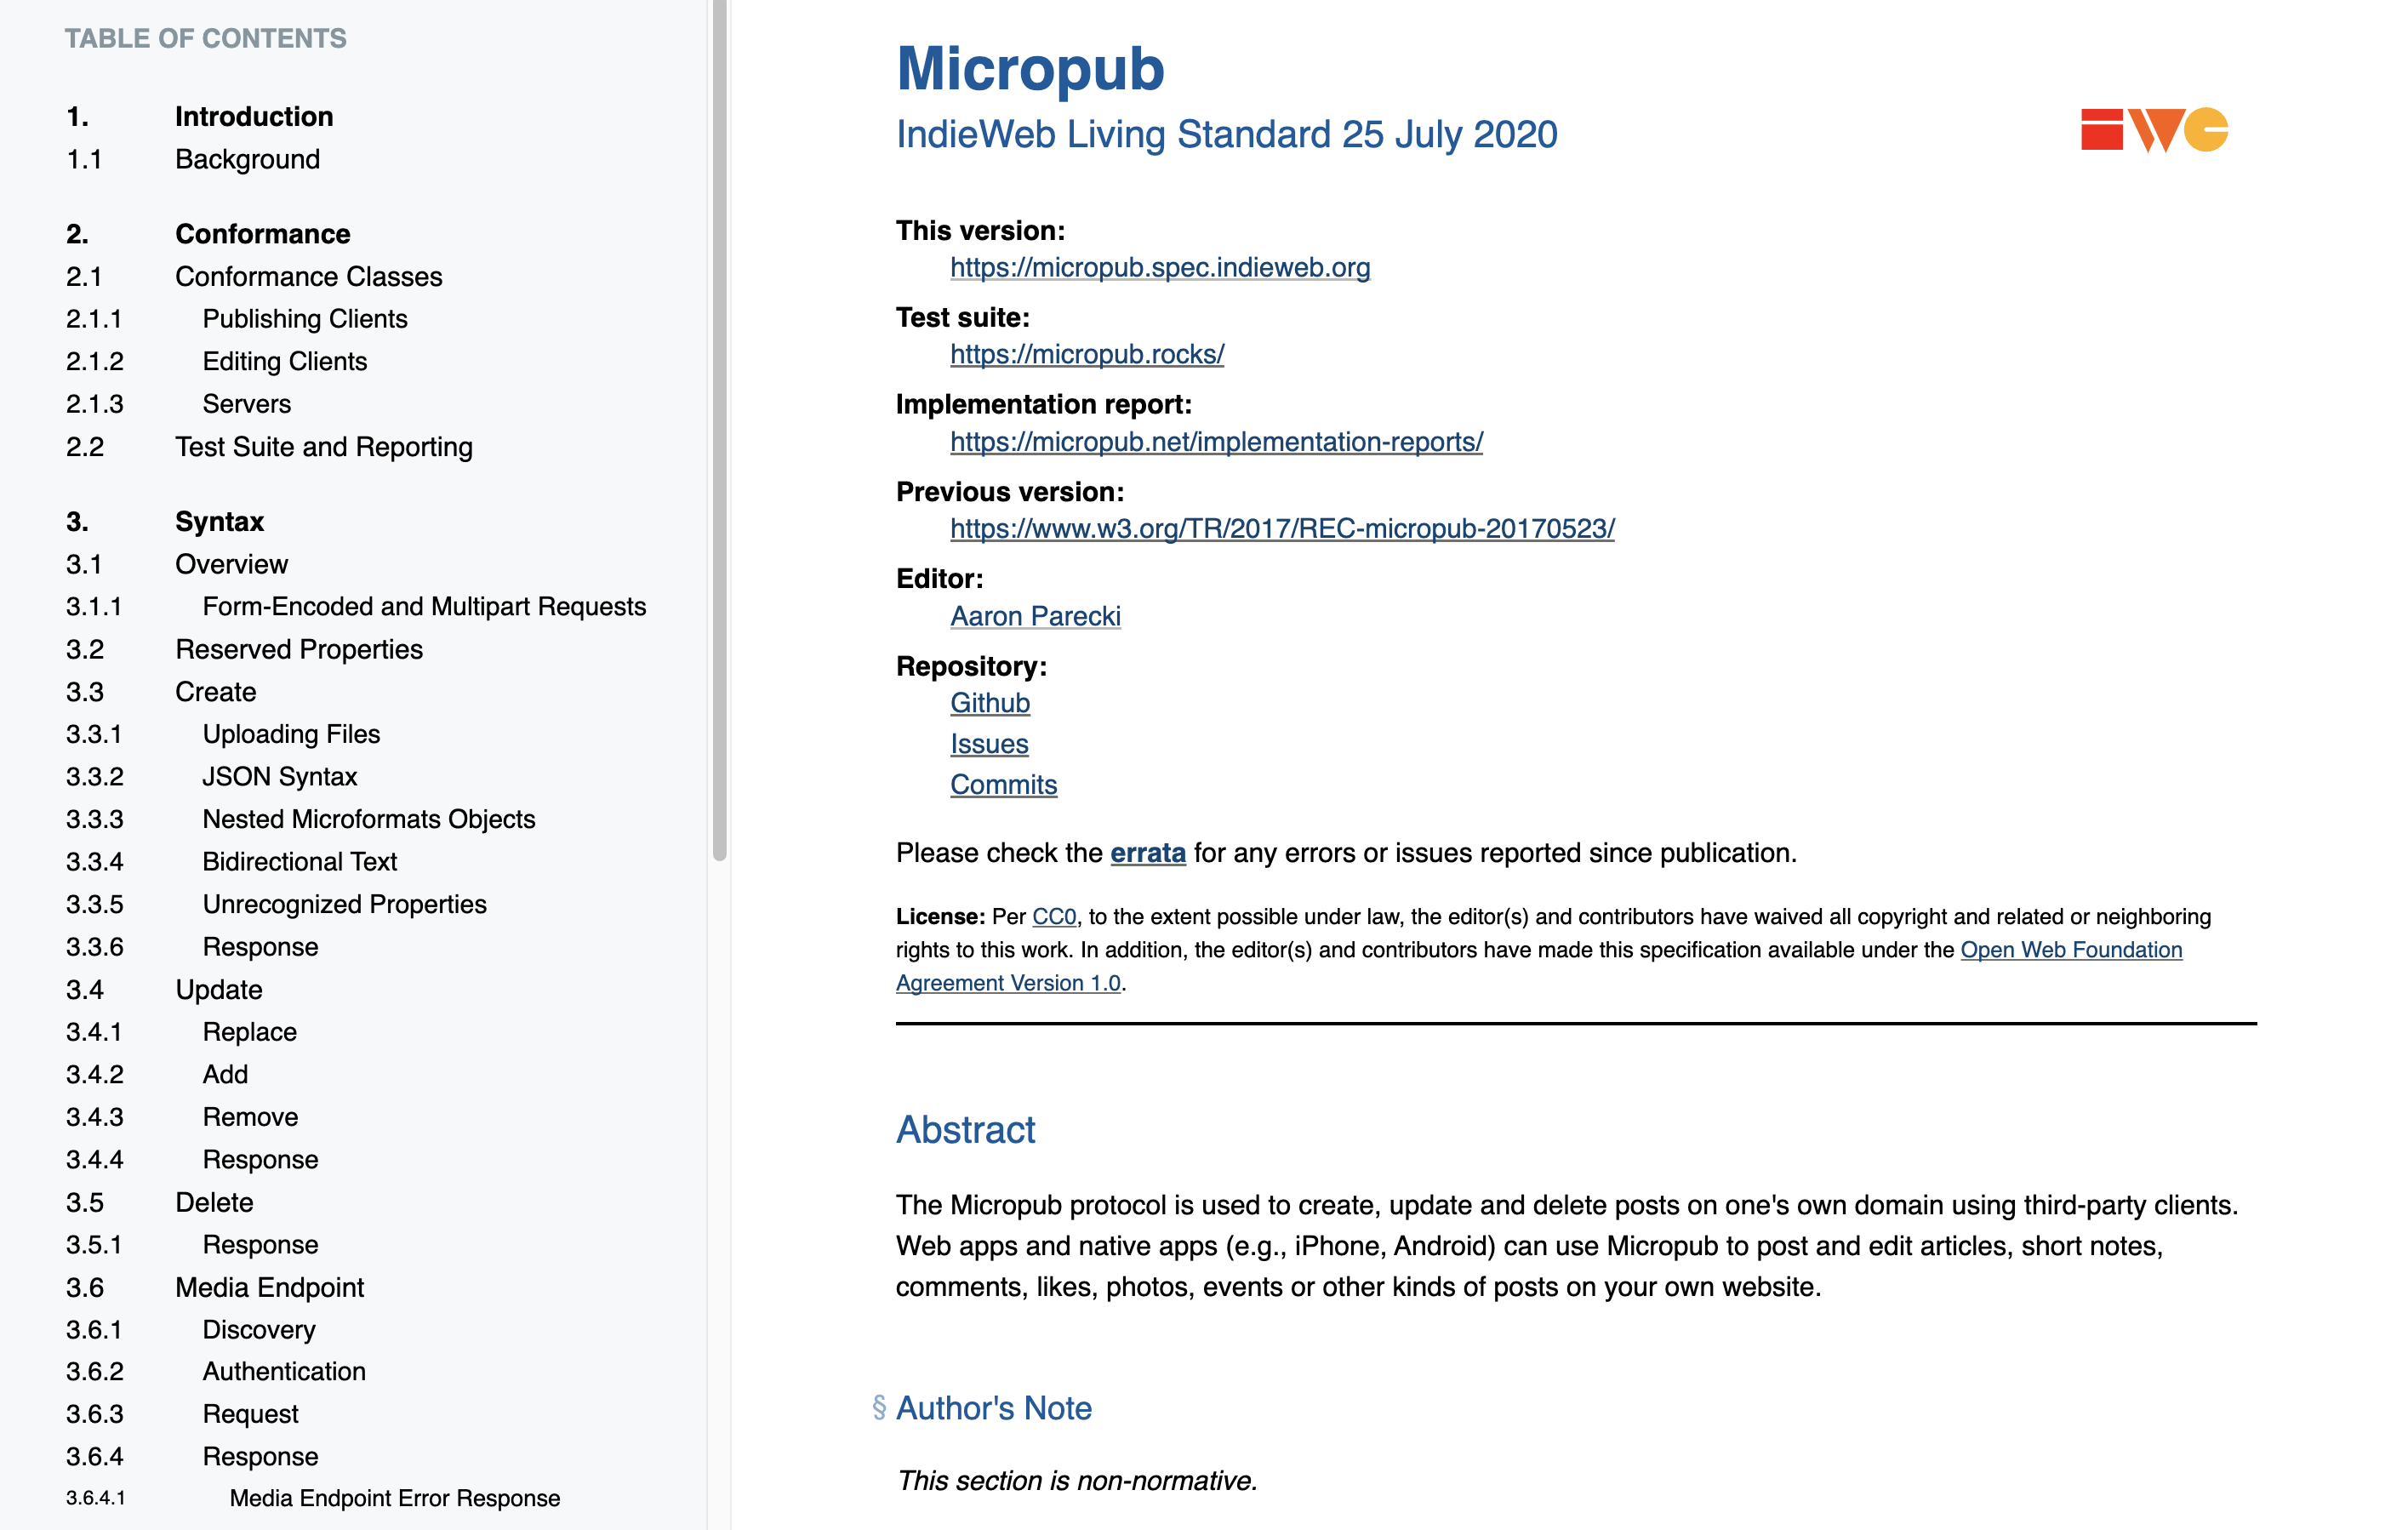 TABLE OF CONTENTS
1. Introduction
1.1 Background
2. Conformance
2.1 Conformance Classes
2.1.1 Publishing Clients
2.1.2 Editing Clients
2.1.3 Servers
2.2 Test Suite and Reporting
3. Syntax
3.1 Overview
3.1.1 Form-Encoded and Multipart Requests
3.2 Reserved Properties
3.3 Create
3.3.1 Uploading Files
3.3.2 JSON Syntax
3.3.3 Nested Microformats Objects
3.3.4 Bidirectional Text
3.3.5 Unrecognized Properties
3.3.6 Response
3.4 Update
3.4.1 Replace
3.4.2 Add
3.4.3 Remove
3.4.4 Response
3.5 Delete
3.5.1 Response
3.6 Media Endpoint
3.6.1 Discovery
3.6.2 Authentication
3.6.3 Request
3.6.4 Response
3.6.4.1 Media Endpoint Error Response
Micropub
IndieWeb Living Standard 25 July 2020
iWC
This version:
https://micropub.spec.indieweb.org
Test suite:
https://micropub.rocks/
Implementation report:
https://micropub.net/implementation-reports/
Previous version:
https://www.w3.org/TR/2017/REC-micropub-20170523/
Editor:
Aaron Parecki
Repository:
Github
Issues
Commits
Please check the errata for any errors or issues reported since publication.
License: Per CC0, to the extent possible under law, the editor(s) and contributors have waived all copyright and related or neighboring
rights to this work. In addition, the editor(s) and contributors have made this specification available under the Open Web Foundation
Agreement Version 1.0.
Abstract
The Micropub protocol is used to create, update and delete posts on one's own domain using third-party clients.
Web apps and native apps (e.g., iPhone, Android) can use Micropub to post and edit articles, short notes,
comments, likes, photos, events or other kinds of posts on your own website.
§ Author's Note
This section is non-normative.